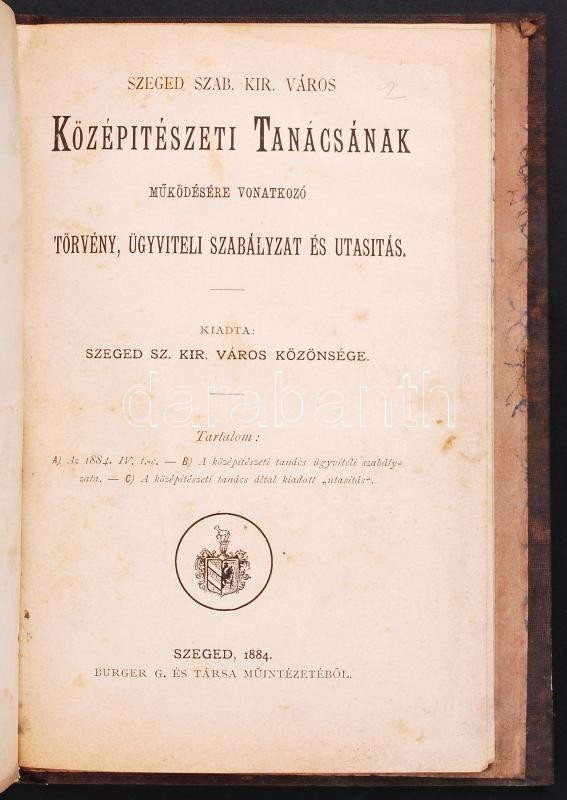 SZEGED SZAB. KIR. VÁROS
2
KÖZÉPITÉSZETI TANÁCSÁNAK
MŰKÖDÉSÉRE VONATKOZÓ
TÖRVÉNY, ÜGYVITELI SZABÁLYZAT ÉS UTASITÁS.
KIADTA:
SZEGED SZ. KIR. VÁROS KÖZÖNSÉGE.
darabanth
Tartalom:
A) Az 1884. IV. t.-c. — B) A középitészeti tanács ügyviteli szabály-
zata. — C) A középitészeti tanács által kiadott „utasitás".
SZEGED, 1884.
BURGER G. ÉS TÁRSA MŰINTÉZETÉBŐL.